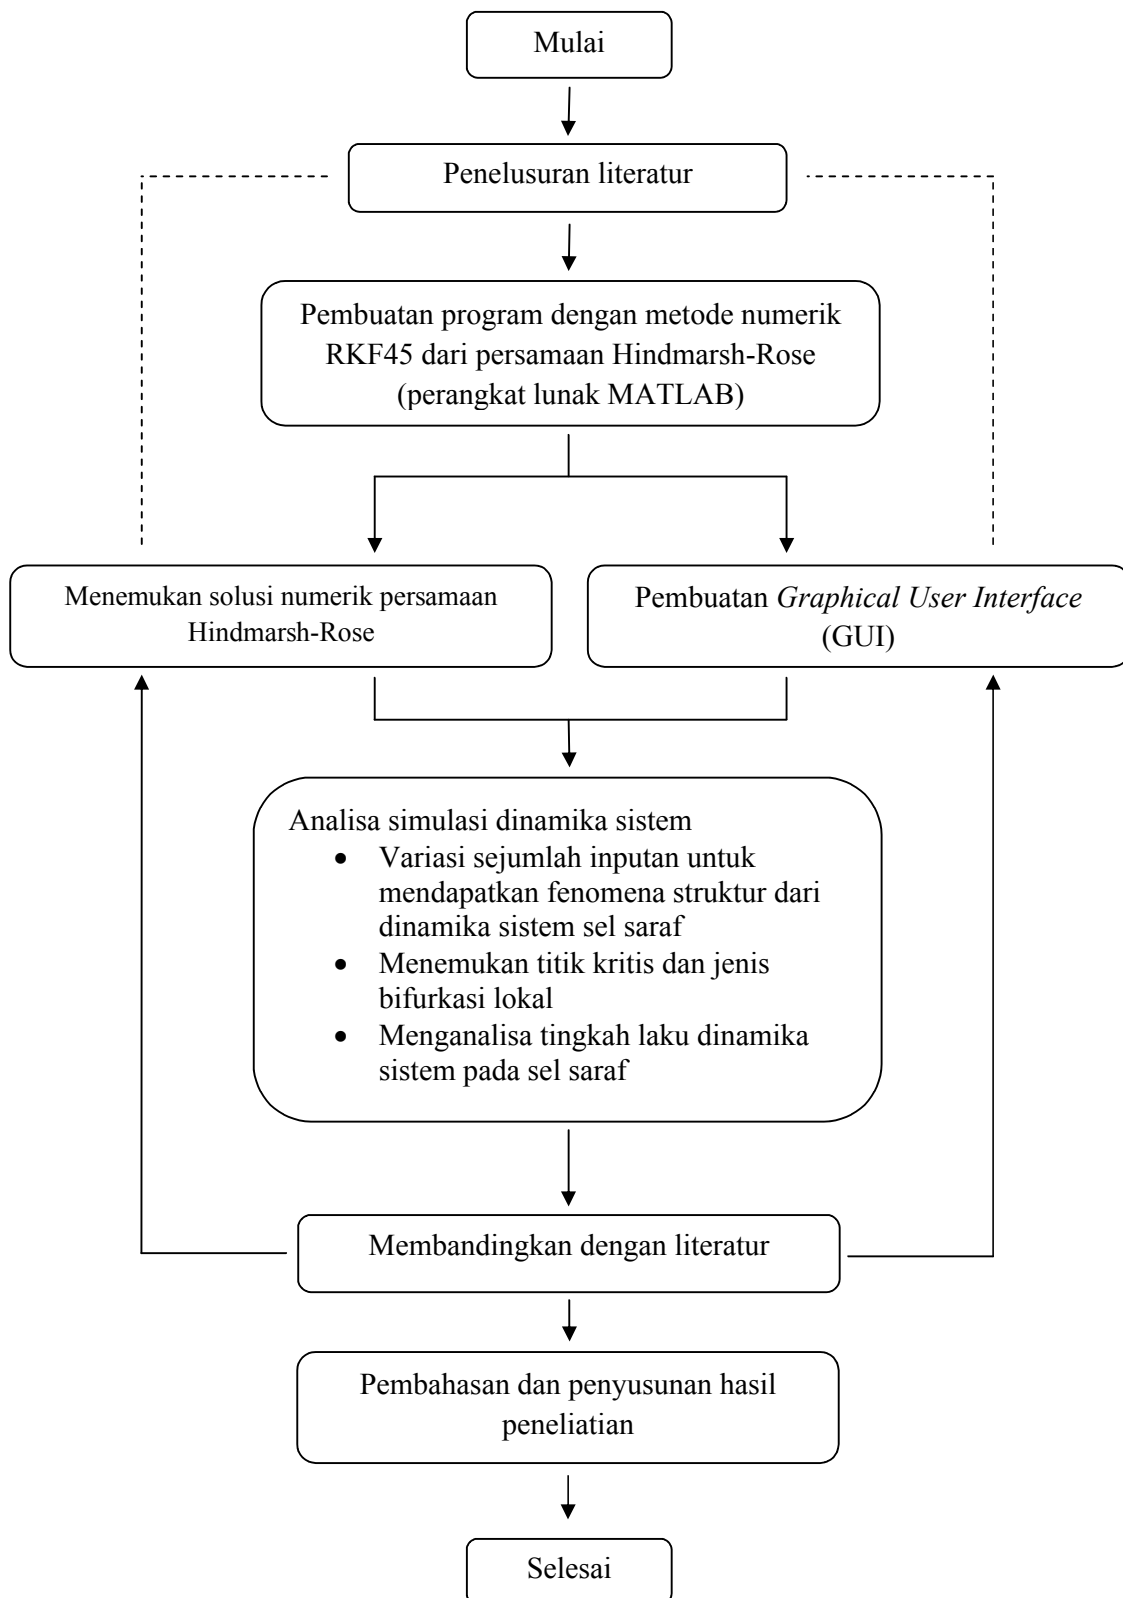 Mulai
Penelusuran literatur
Pembuatan program dengan metode numerik
RKF45 dari persamaan Hindmarsh-Rose
(perangkat lunak MATLAB)
Menemukan solusi numerik persamaan
Hindmarsh-Rose
Pembuatan Graphical User Interface
(GUI)
Analisa simulasi dinamika sistem
• Variasi sejumlah inputan untuk
mendapatkan fenomena struktur dari
dinamika sistem sel saraf
• Menemukan titik kritis dan jenis
bifurkasi lokal
• Menganalisa tingkah laku dinamika
sistem pada sel saraf
Membandingkan dengan literatur
Pembahasan dan penyusunan hasil
peneliatian
Selesai